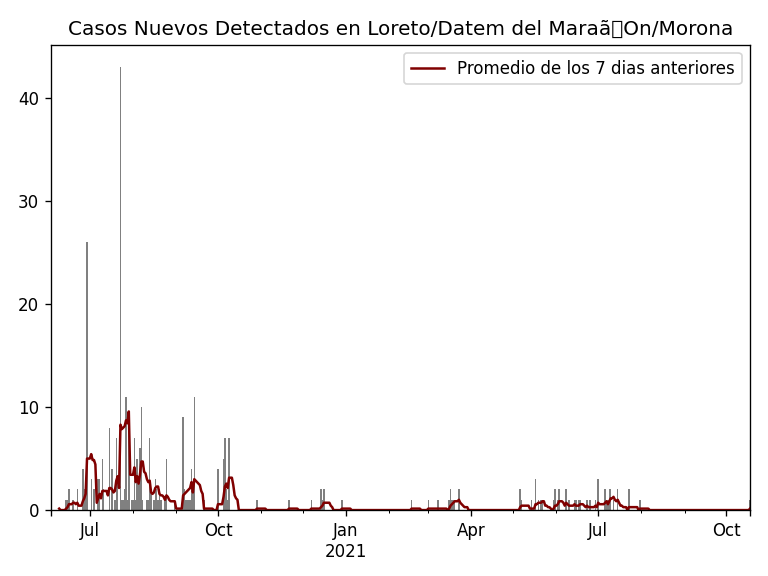 Casos Nuevos Detectados en Loreto/Datem del Maraã▯On/Morona
Promedio de los 7 dias anteriores
40
30
20
10
0
Jul Oct Jan Apr Jul Oct
2021